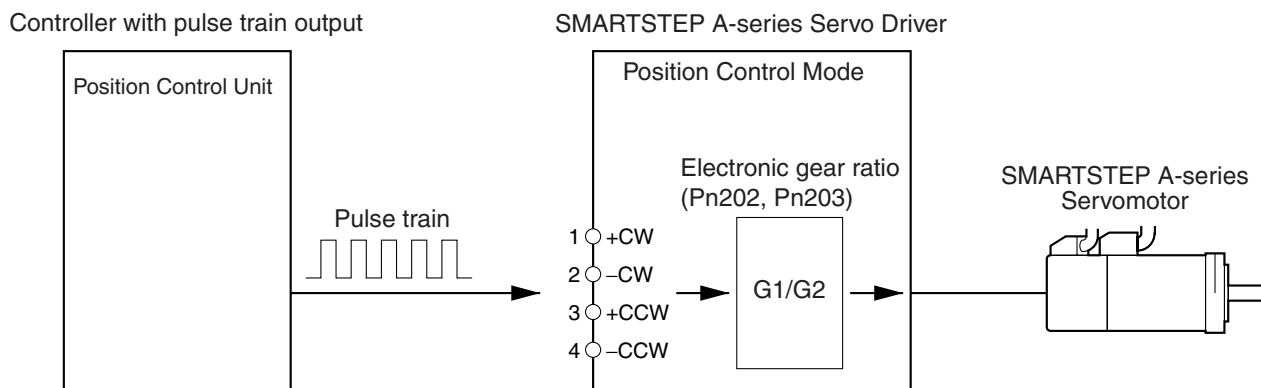 Controller with pulse train output
SMARTSTEP A-series Servo Driver
Position Control Unit
Position Control Mode
Electronic gear ratio
(Pn202, Pn203)
SMARTSTEP A-series
Servomotor
Pulse train
1 +CW
2 –CW
3 +CCW
4 –CCW
G1/G2